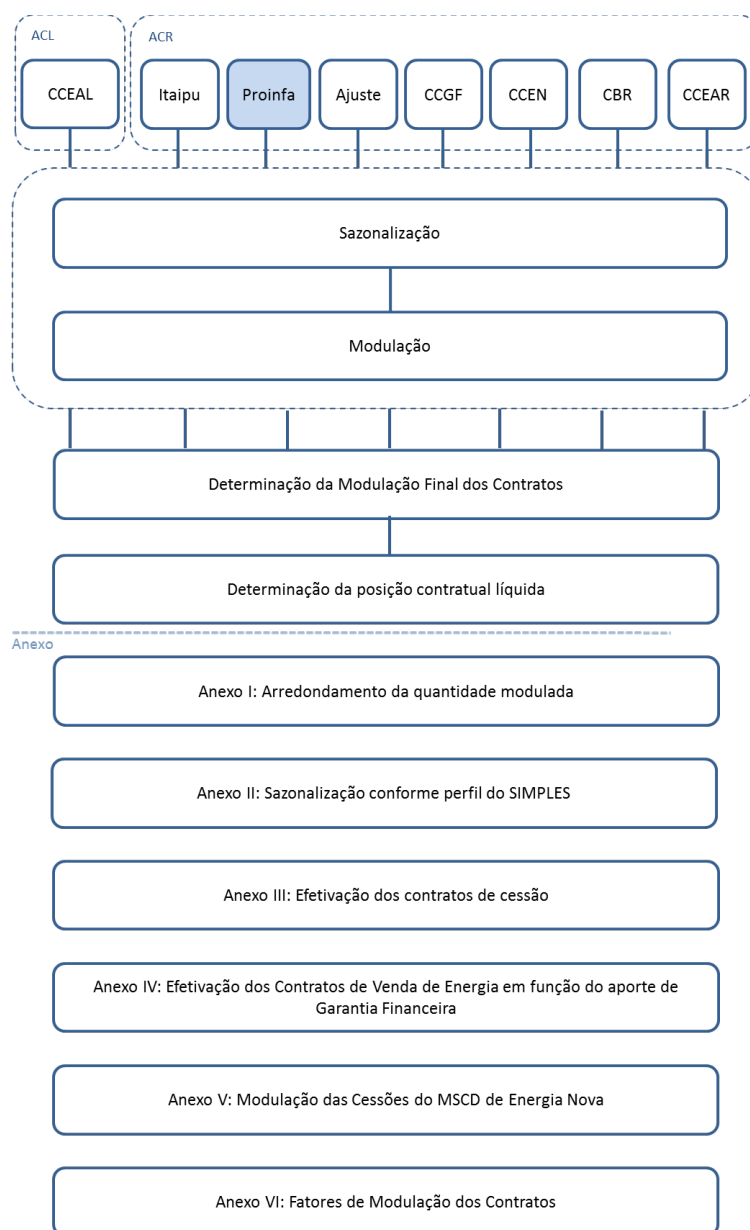 ACL
ACR
CCEAL
Itaipu
Proinfa
Ajuste
CCGF
CCEN
CBR
CCEAR
Sazonalização
Modulação
Determinação da Modulação Final dos Contratos
Determinação da posição contratual líquida
Anexo
Anexo I: Arredondamento da quantidade modulada
Anexo II: Sazonalização conforme perfil do SIMPLES
Anexo III: Efetivação dos contratos de cessão
Anexo IV: Efetivação dos Contratos de Venda de Energia em função do aporte de
Garantia Financeira
Anexo V: Modulação das Cessões do MSCD de Energia Nova
Anexo VI: Fatores de Modulação dos Contratos